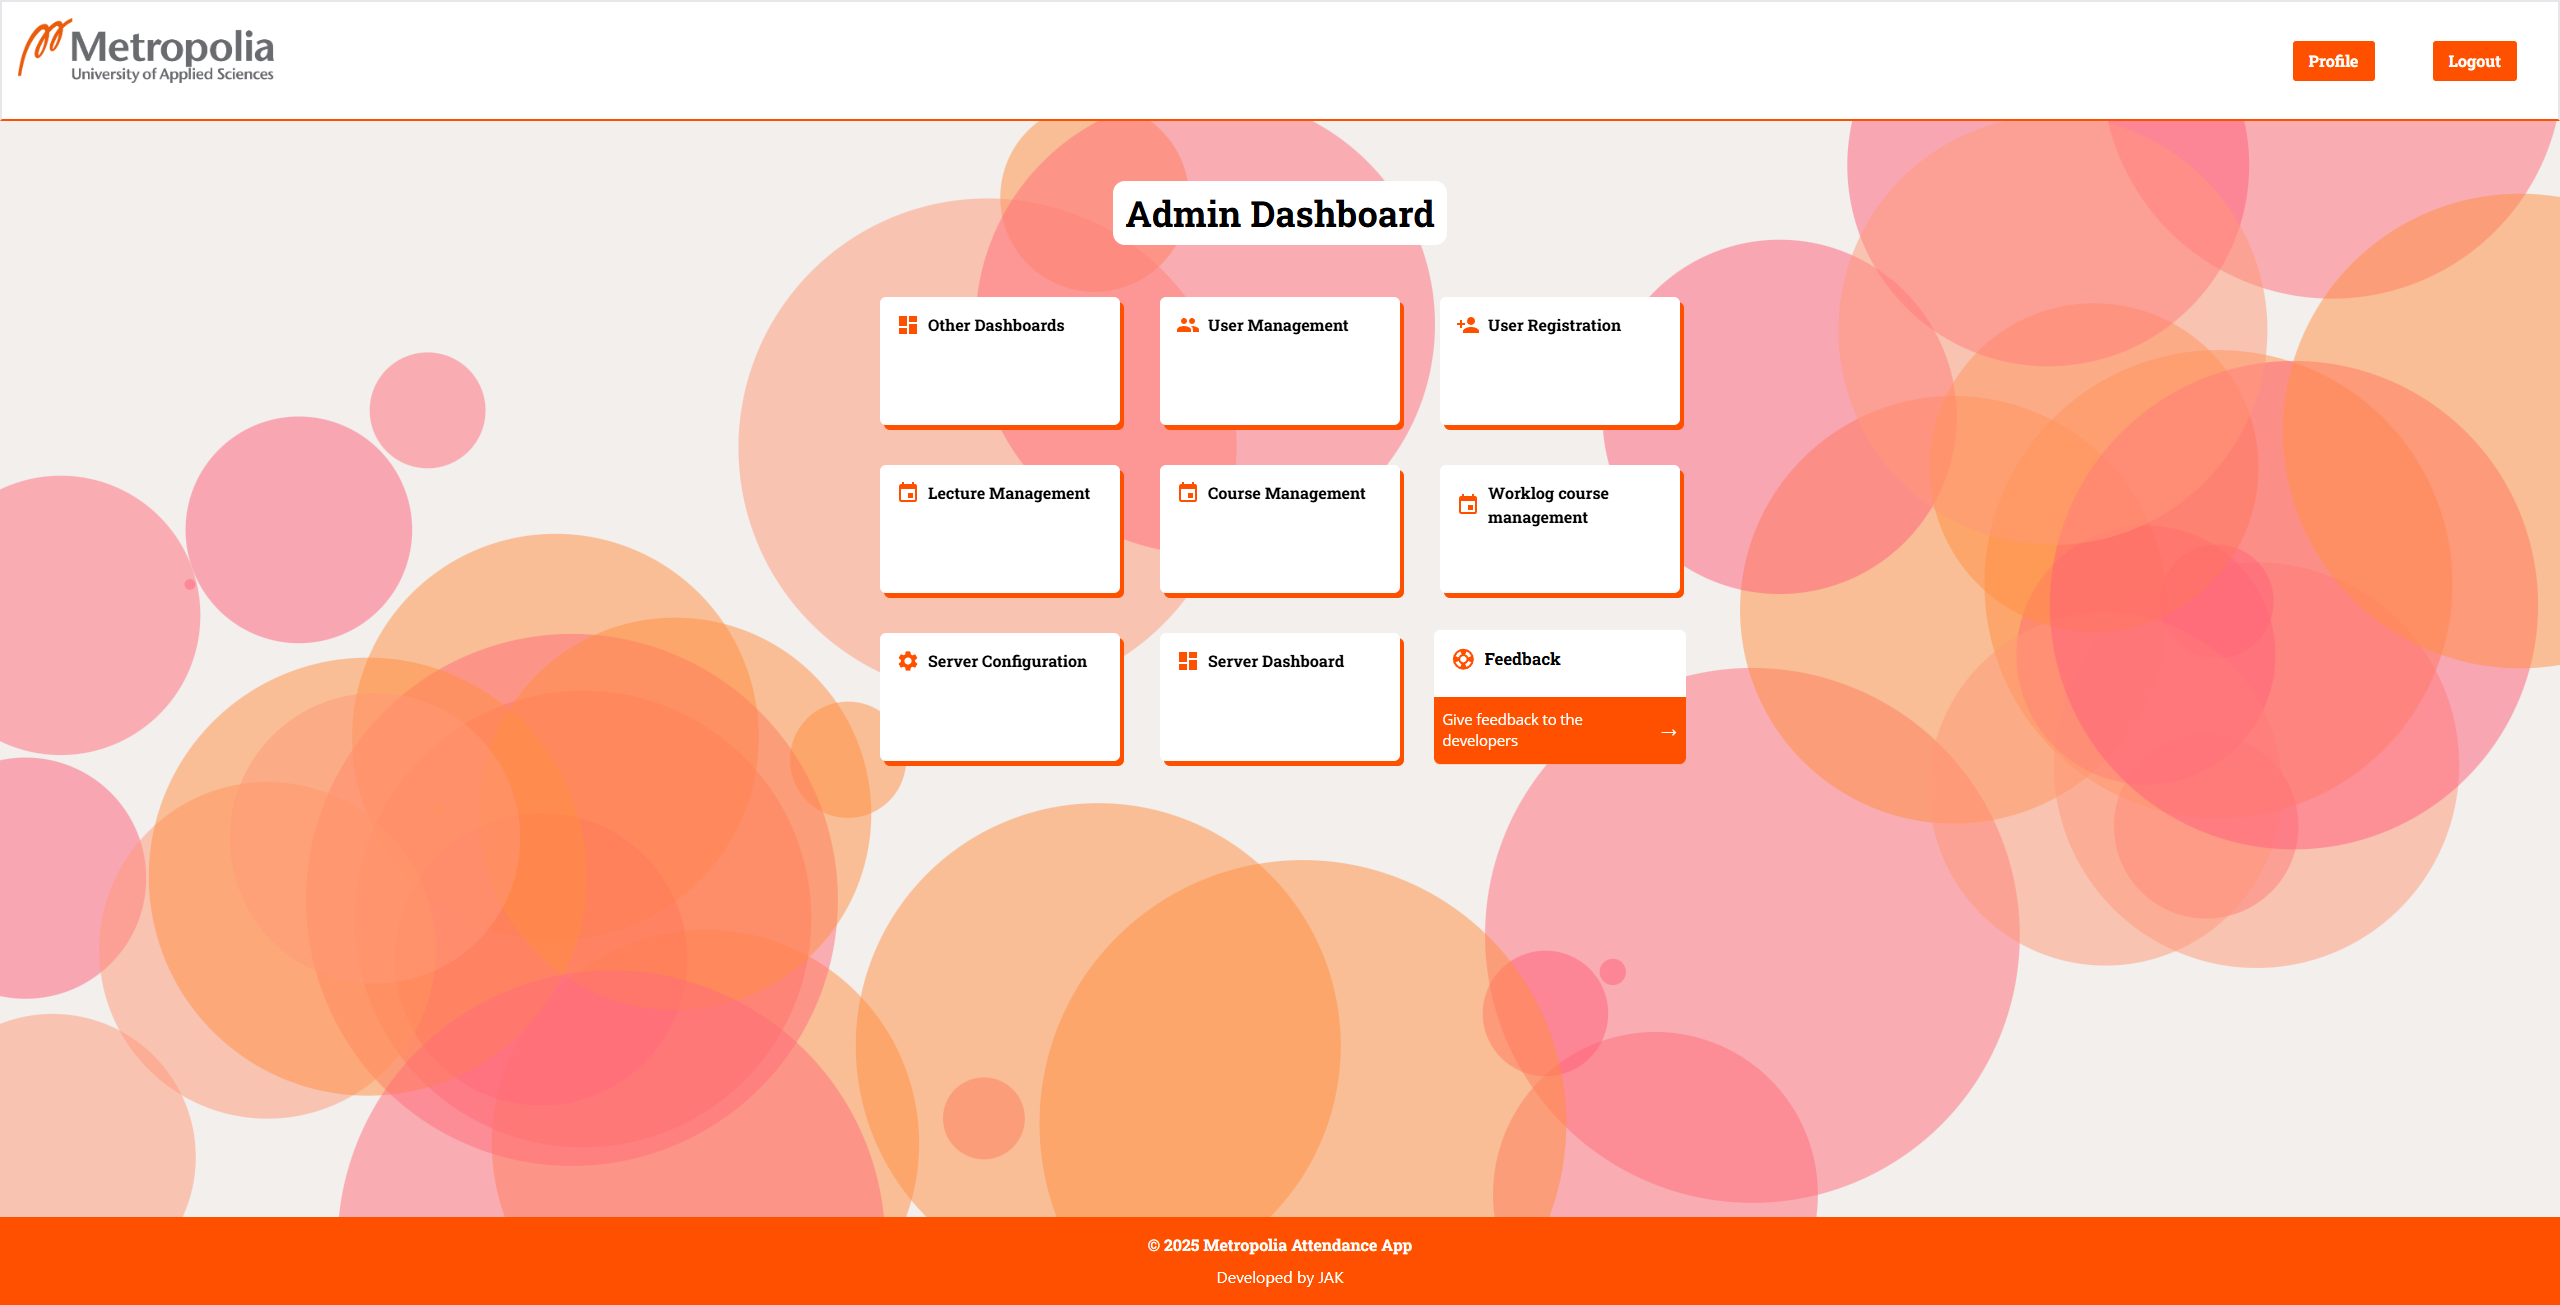 Metropolia
University of Applied Sciences
Profile
Logout
Admin Dashboard
Other Dashboards
User Management
User Registration
Lecture Management
Course Management
Worklog course
management
Server Configuration
Server Dashboard
Feedback
Give feedback to the
developers →
© 2025 Metropolia Attendance App
Developed by JAK